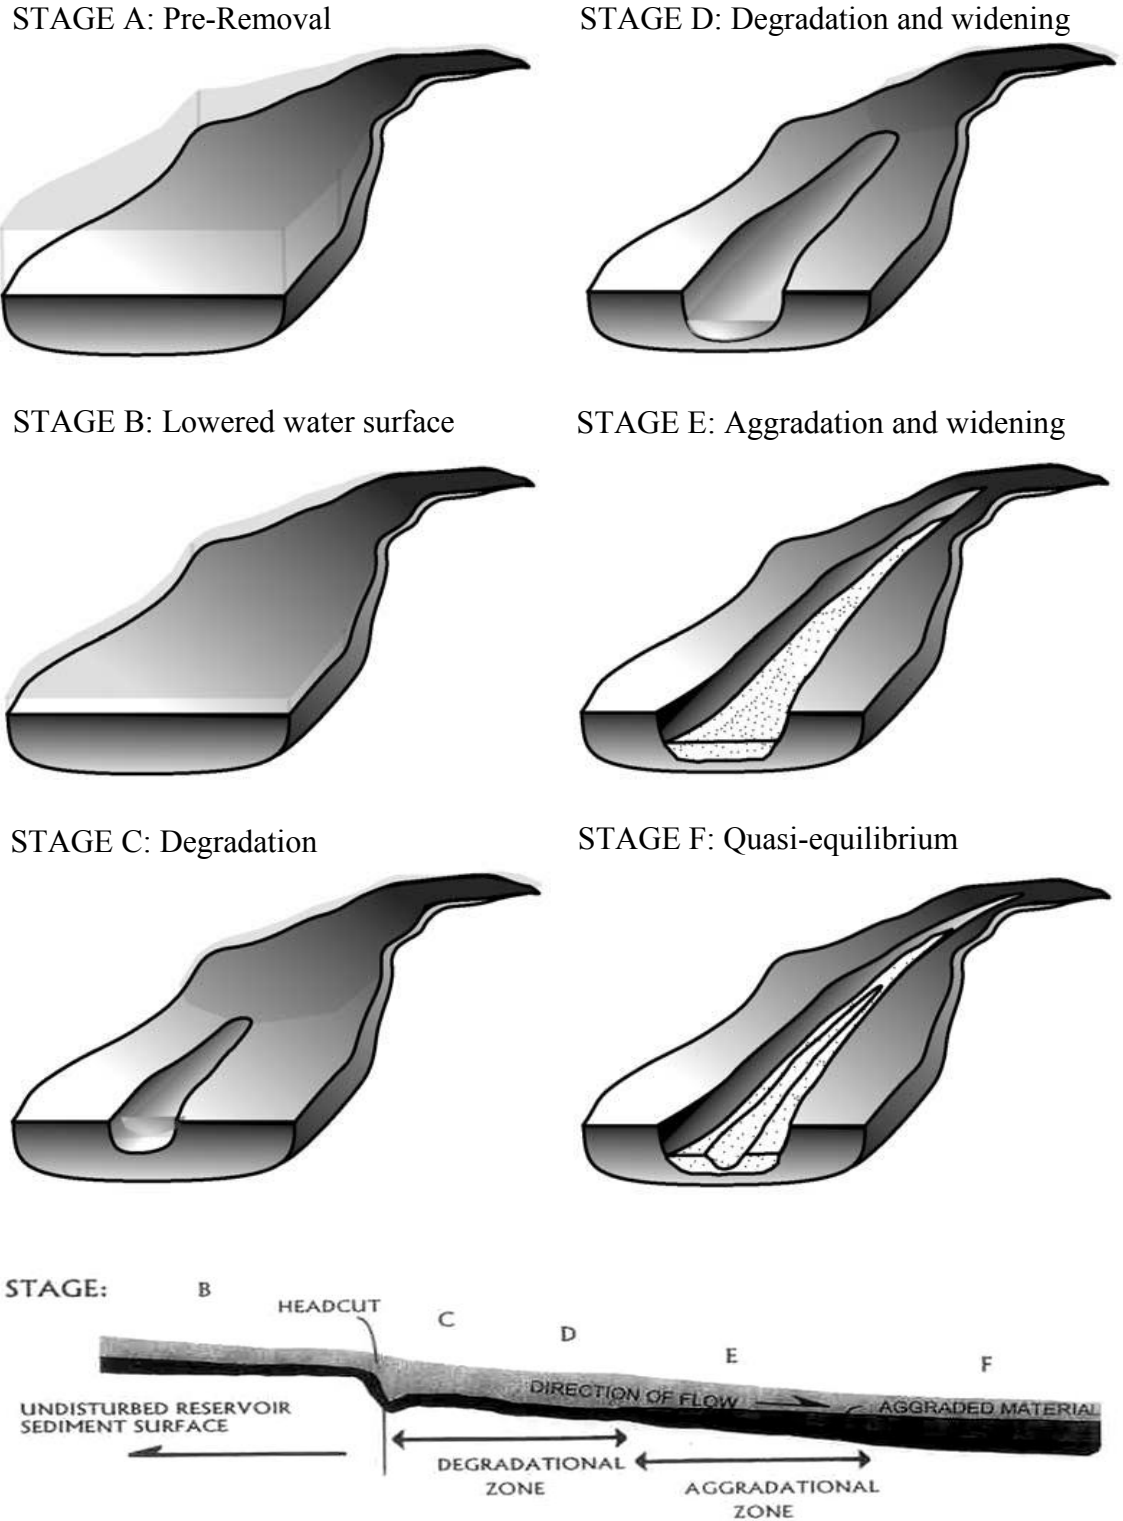 STAGE A: Pre-Removal
STAGE D: Degradation and widening
STAGE B: Lowered water surface
STAGE E: Aggradation and widening
STAGE C: Degradation
STAGE F: Quasi-equilibrium
STAGE:
B
HEADCUT
C
D
E
F
DIRECTION OF FLOW
AGGRADED MATERIAL
UNDISTURBED RESERVOIR
SEDIMENT SURFACE
DEGRADATIONAL
ZONE
AGGRADATIONAL
ZONE